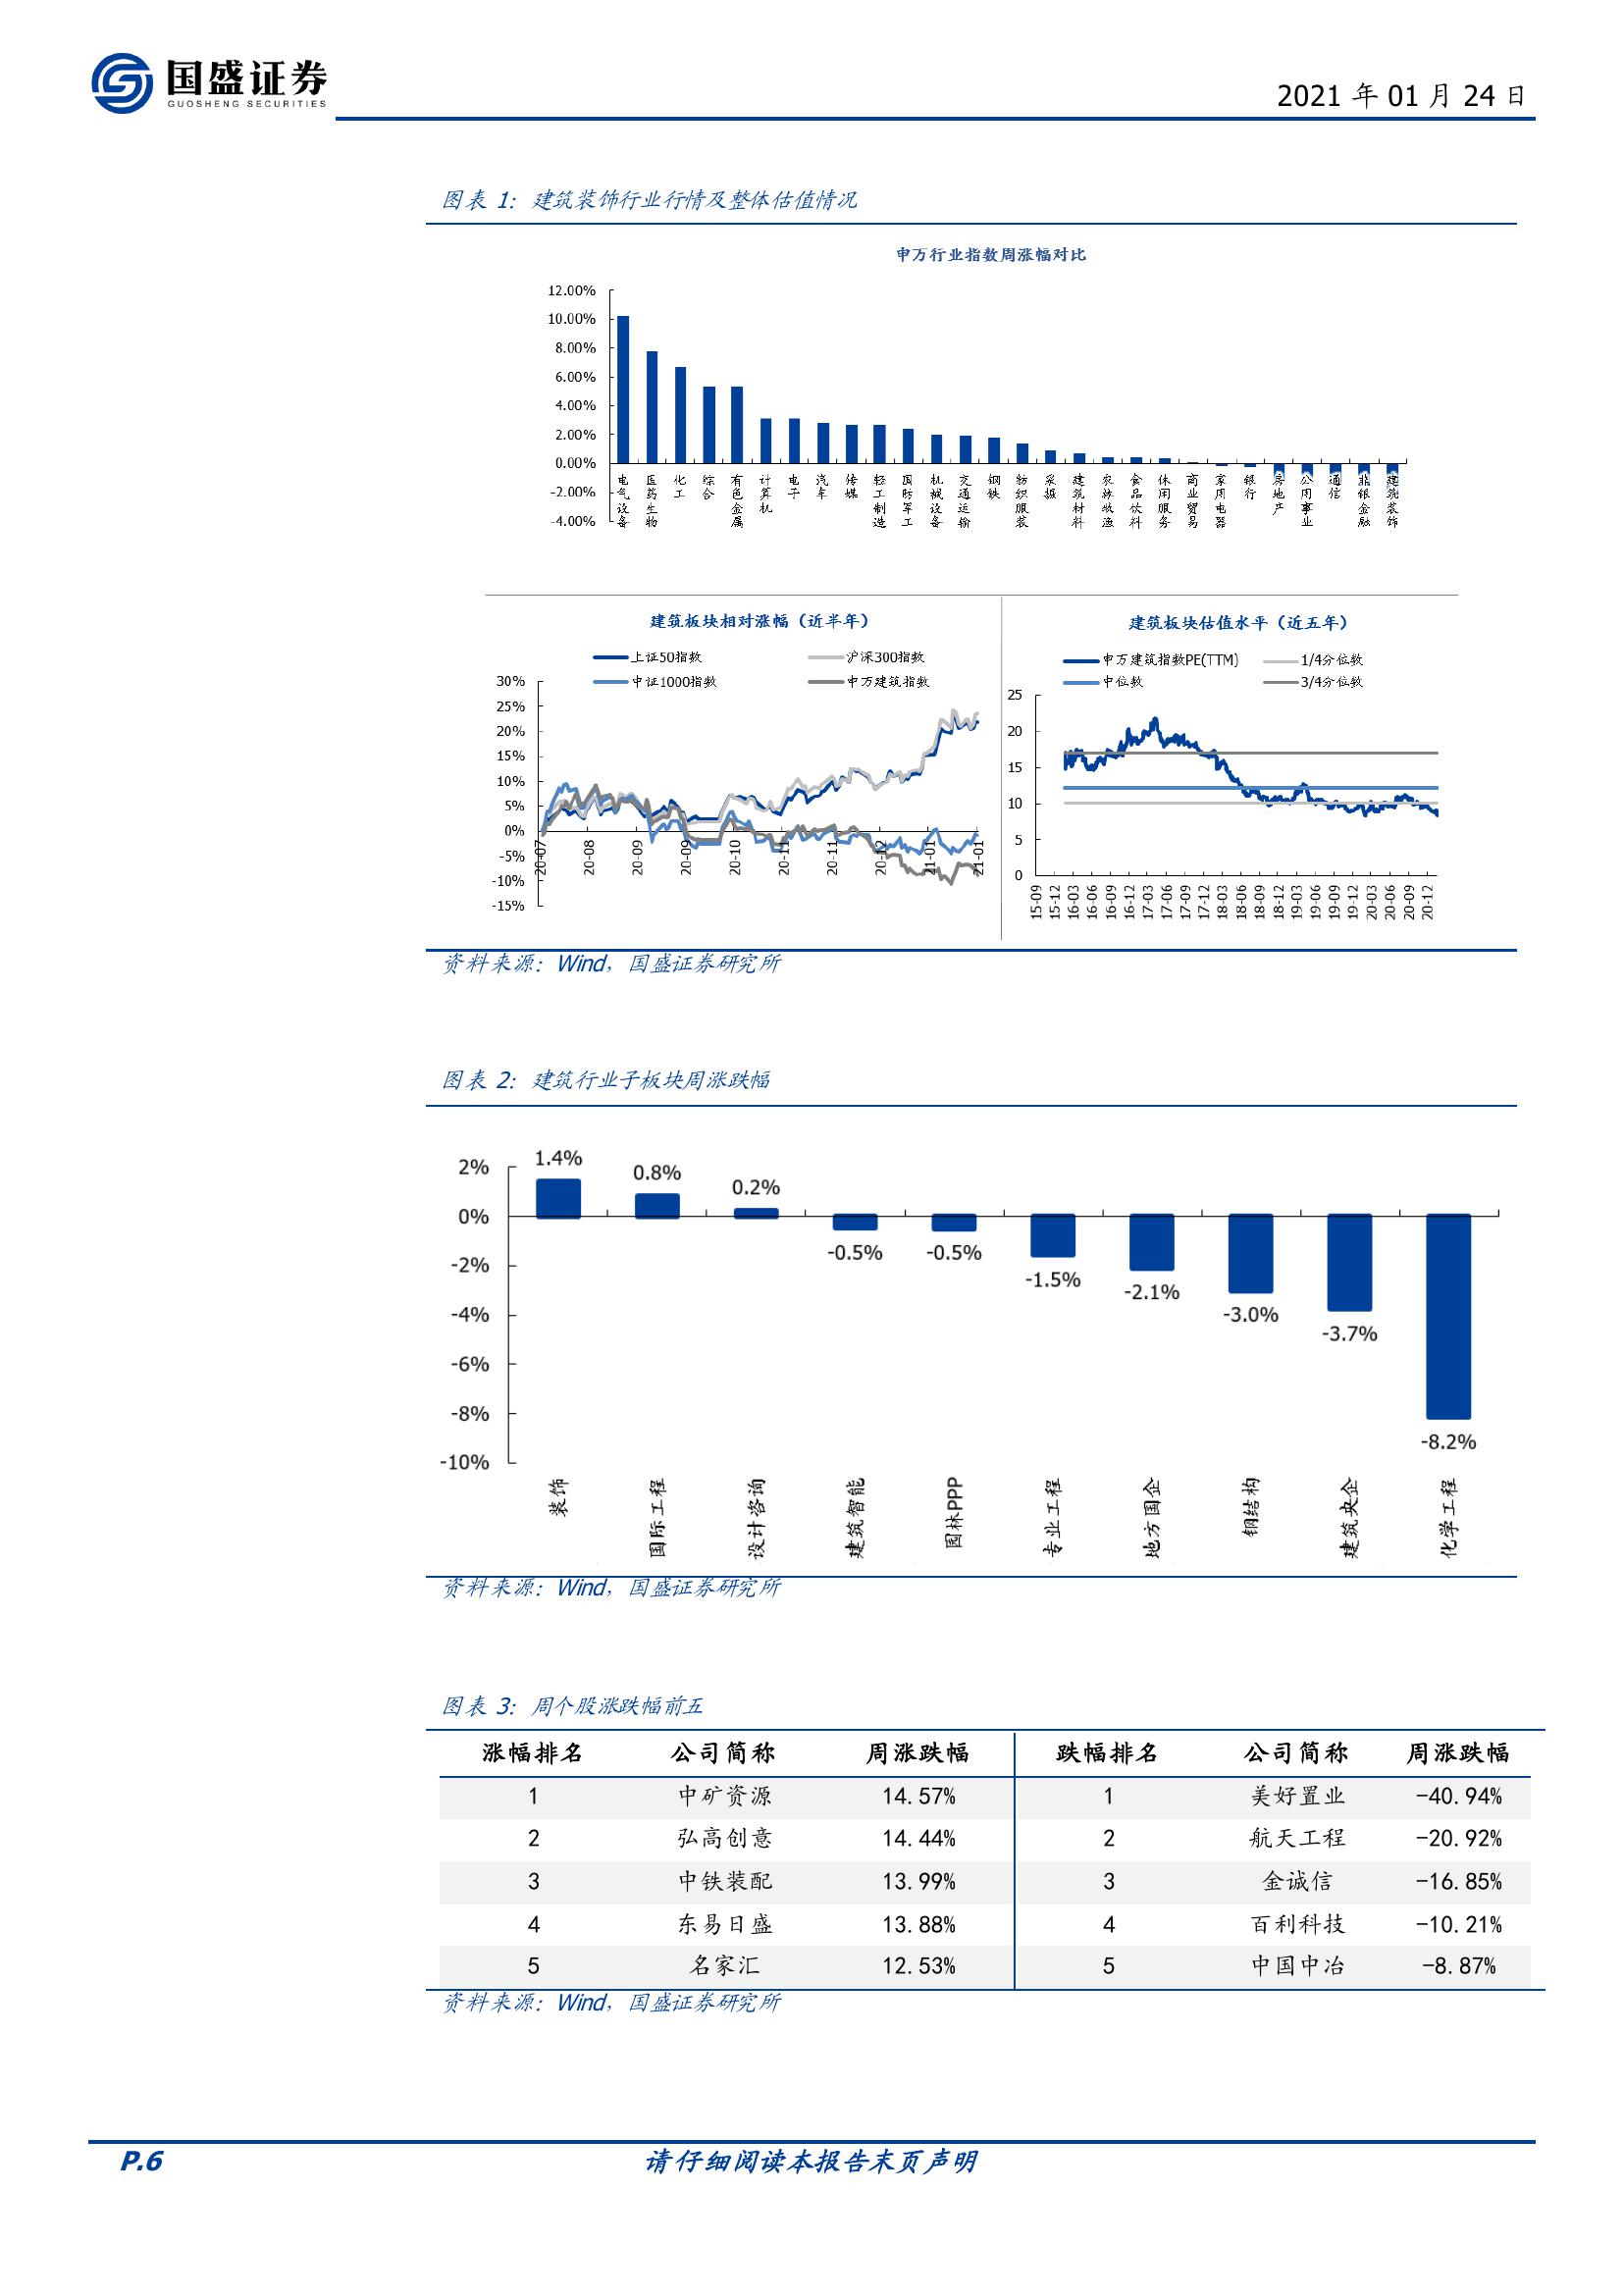 国盛证券
GUOSHENG SECURITIES
2021 年 01 月 24 日
图表 1：建筑装饰行业行情及整体估值情况
申万行业指数周涨幅对比
12.00%
10.00%
8.00%
6.00%
4.00%
2.00%
0.00%
-2.00%
-4.00%
电气设备
医药生物
化工
综合
有色金属
计算机
电子
汽车
传媒
轻工制造
国防军工
机械设备
交通运输
钢铁
纺织服装
采掘
建筑材料
农林牧渔
食品饮料
休闲服务
商业贸易
家用电器
银行
房地产
公用事业
通信
非银金融
建筑装饰
建筑板块相对涨幅（近半年）
上证50指数
沪深300指数
中证1000指数
申万建筑指数
30%
25%
20%
15%
10%
5%
0%
-5%
-10%
-15%
20-07
20-08
20-09
20-09
20-10
20-11
20-11
20-12
21-01
21-01
建筑板块估值水平（近五年）
申万建筑指数PE(TTM)
1/4分位数
中位数
3/4分位数
25
20
15
10
5
0
15-09
15-12
16-03
16-06
16-09
16-12
17-03
17-06
17-09
17-12
18-03
18-06
18-09
18-12
19-03
19-06
19-09
19-12
20-03
20-06
20-09
20-12
资料来源：Wind，国盛证券研究所
图表 2：建筑行业子板块周涨跌幅
2%
0%
-2%
-4%
-6%
-8%
-10%
1.4%
0.8%
0.2%
-0.5%
-0.5%
-1.5%
-2.1%
-3.0%
-3.7%
-8.2%
装饰
国际工程
设计咨询
建筑智能
园林PPP
专业工程
地方国企
钢结构
建筑央企
化学工程
资料来源：Wind，国盛证券研究所
图表 3：周个股涨跌幅前五
涨幅排名 公司简称 周涨跌幅 跌幅排名 公司简称 周涨跌幅
1 中矿资源 14.57% 1 美好置业 -40.94%
2 弘高创意 14.44% 2 航天工程 -20.92%
3 中铁装配 13.99% 3 金诚信 -16.85%
4 东易日盛 13.88% 4 百利科技 -10.21%
5 名家汇 12.53% 5 中国中冶 -8.87%
资料来源：Wind，国盛证券研究所
P.6
请仔细阅读本报告末页声明